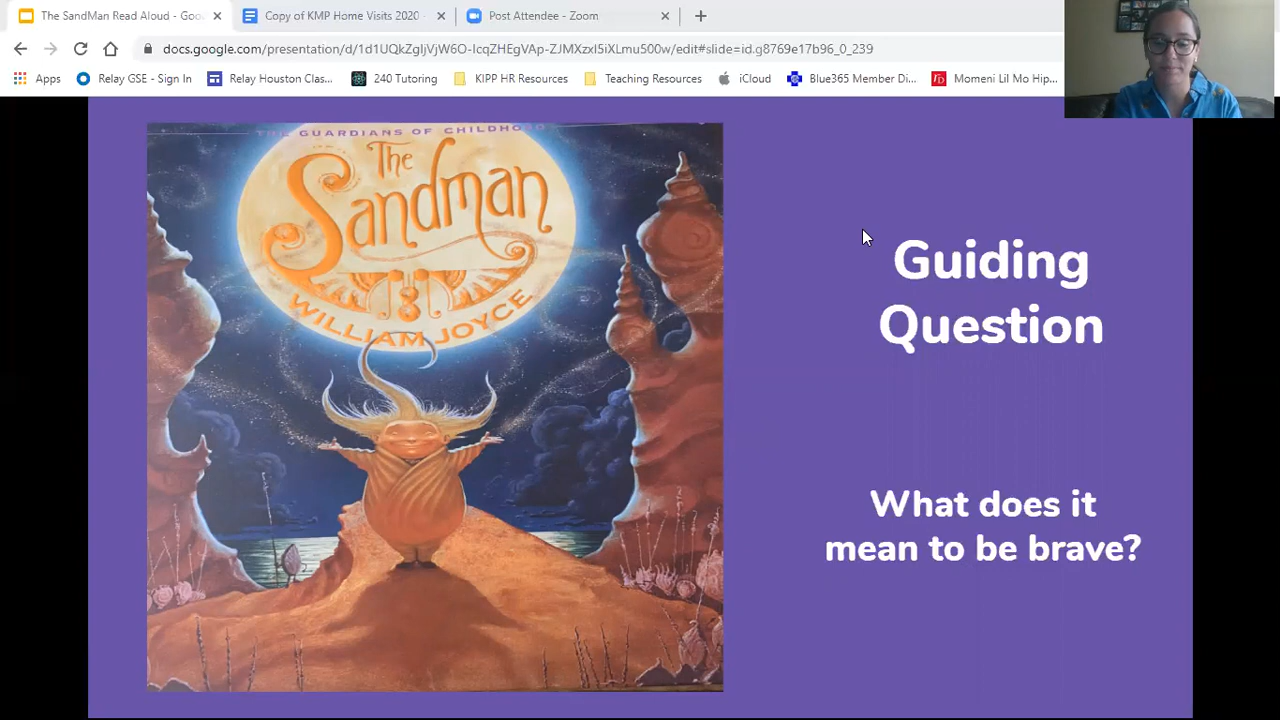 The SandMan Read Aloud - Goo
Copy of KMP Home Visits 2020 -
Post Attendee - Zoom
docs.google.com/presentation/d/1d1UQkZgIjVjW6O-IcqZHEgVAp-ZJMXzxI5iXLmu500w/edit#slide=id.g8769e17b96_0_239
Apps
Relay GSE - Sign In
Relay Houston Clas...
240 Tutoring
KIPP HR Resources
Teaching Resources
iCloud
Blue365 Member Di...
rD
Momeni Lil Mo Hip...
THE GUARDIANS OF CHILDHOOD
The
Sandman
WILLIAM JOYCE
Guiding
Question
What does it
mean to be brave?